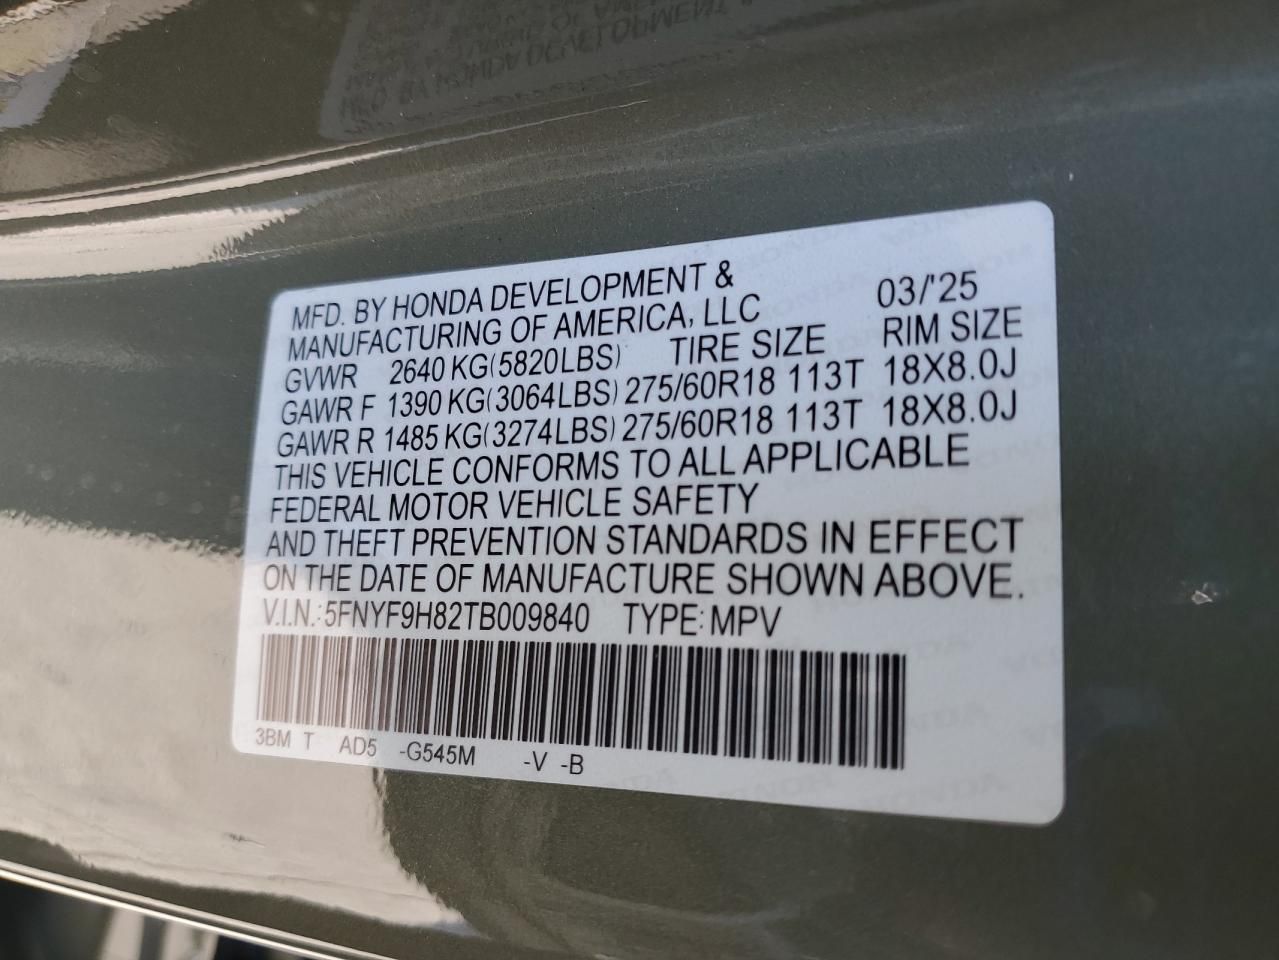 MFD. BY HONDA DEVELOPMENT &
MANUFACTURING OF AMERICA, LLC 03/'25
GVWR 2640 KG(5820LBS) TIRE SIZE RIM SIZE
GAWR F 1390 KG(3064LBS) 275/60R18 113T 18X8.0J
GAWR R 1485 KG(3274LBS) 275/60R18 113T 18X8.0J
THIS VEHICLE CONFORMS TO ALL APPLICABLE
FEDERAL MOTOR VEHICLE SAFETY
AND THEFT PREVENTION STANDARDS IN EFFECT
ON THE DATE OF MANUFACTURE SHOWN ABOVE.
V.I.N.: 5FNYF9H82TB009840 TYPE: MPV
3BM T AD5 -G545M -V -B